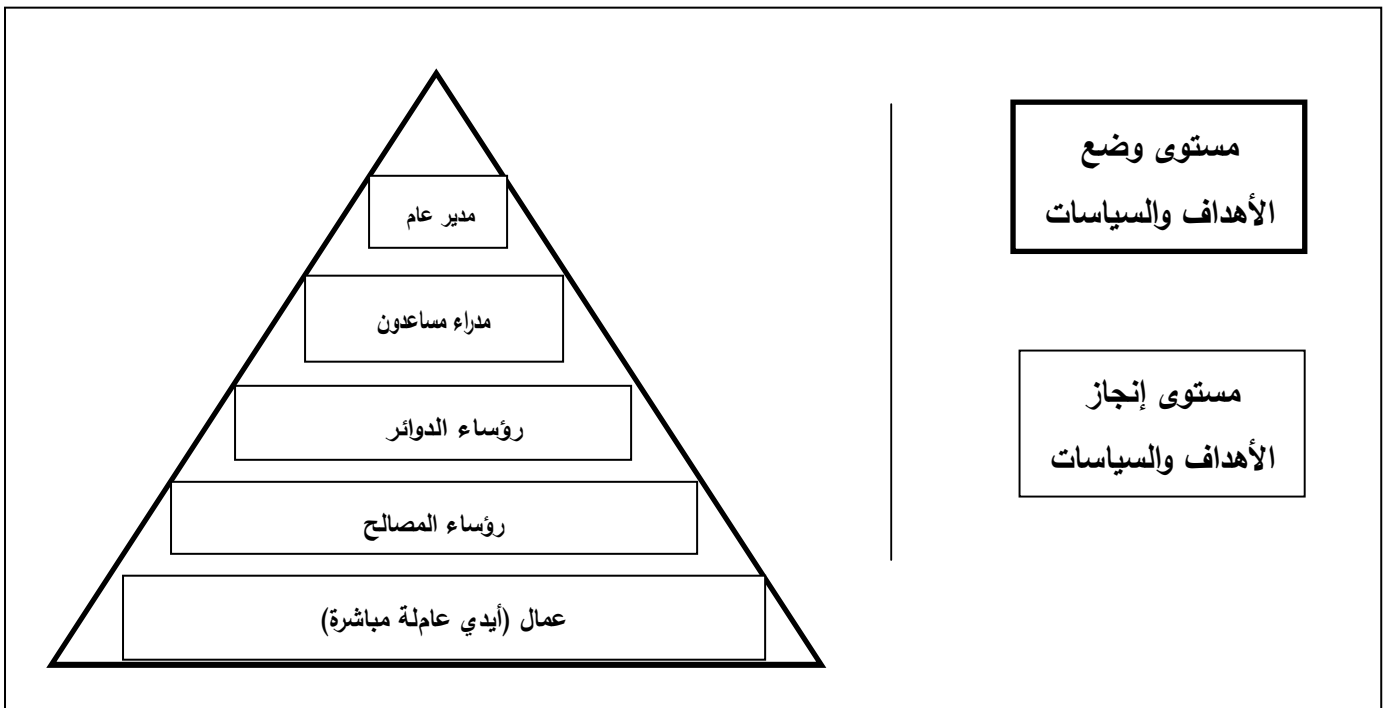 مستوى وضع
الأهداف والسياسات
مدير عام
مدراء مساعدون
مستوى إنجاز
الأهداف والسياسات
رؤساء الدوائر
رؤساء المصالح
عمال (أيدي عاملة مباشرة)